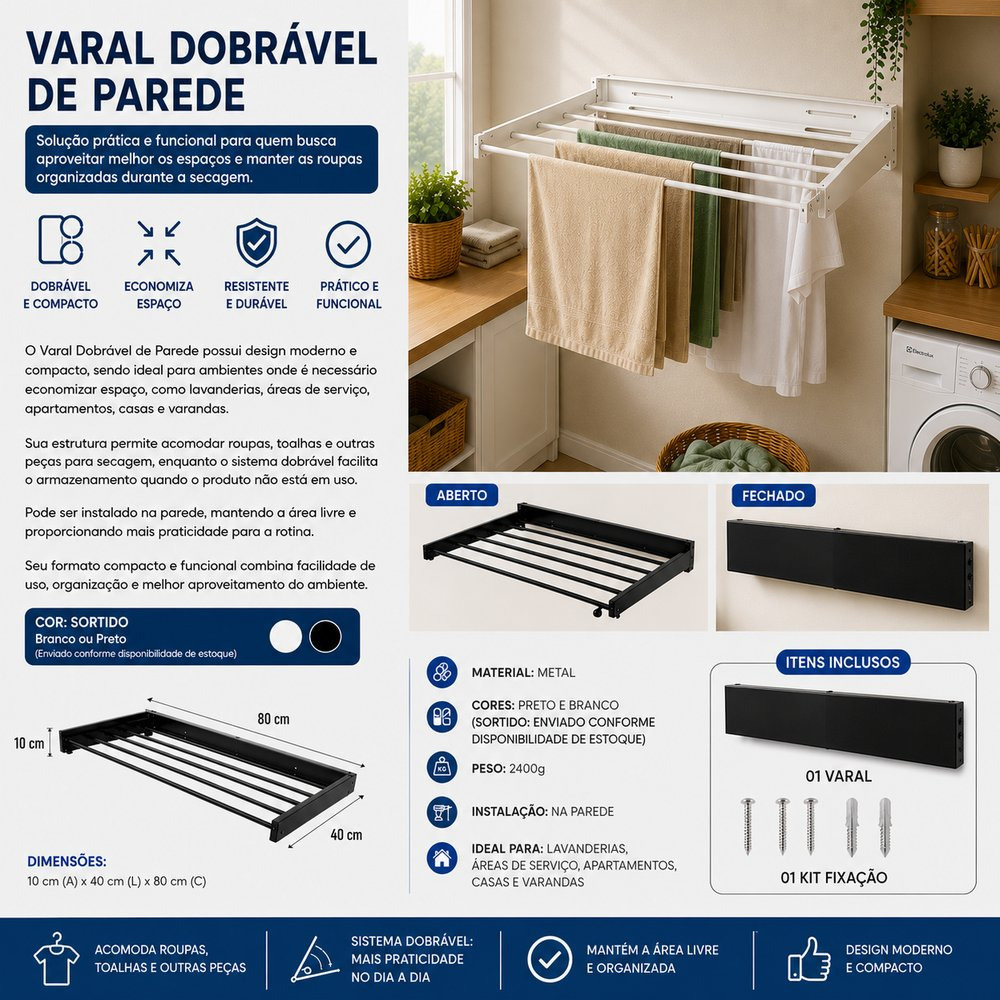 VARAL DOBRÁVEL
DE PAREDE
Solução prática e funcional para quem busca
aproveitar melhor os espaços e manter as roupas
organizadas durante a secagem.
DOBRÁVEL
E COMPACTO
ECONOMIZA
ESPAÇO
RESISTENTE
E DURÁVEL
PRÁTICO E
FUNCIONAL
O Varal Dobrável de Parede possui design moderno e
compacto, sendo ideal para ambientes onde é necessário
economizar espaço, como lavanderias, áreas de serviço,
apartamentos, casas e varandas.
Sua estrutura permite acomodar roupas, toalhas e outras
peças para secagem, enquanto o sistema dobrável facilita
o armazenamento quando o produto não está em uso.
Pode ser instalado na parede, mantendo a área livre e
proporcionando mais praticidade para a rotina.
Seu formato compacto e funcional combina facilidade de
uso, organização e melhor aproveitamento do ambiente.
COR: SORTIDO
Branco ou Preto
(Enviado conforme disponibilidade de estoque)
80 cm
10 cm
40 cm
DIMENSÕES:
10 cm (A) x 40 cm (L) x 80 cm (C)
Electrolux
ABERTO
FECHADO
MATERIAL: METAL
CORES: PRETO E BRANCO
(SORTIDO: ENVIADO CONFORME
DISPONIBILIDADE DE ESTOQUE)
KG
PESO: 2400g
INSTALAÇÃO: NA PAREDE
IDEAL PARA: LAVANDERIAS,
ÁREAS DE SERVIÇO, APARTAMENTOS,
CASAS E VARANDAS
ITENS INCLUSOS
01 VARAL
01 KIT FIXAÇÃO
ACOMODA ROUPAS,
TOALHAS E OUTRAS PEÇAS
SISTEMA DOBRÁVEL:
MAIS PRATICIDADE
NO DIA A DIA
MANTÉM A ÁREA LIVRE
E ORGANIZADA
DESIGN MODERNO
E COMPACTO